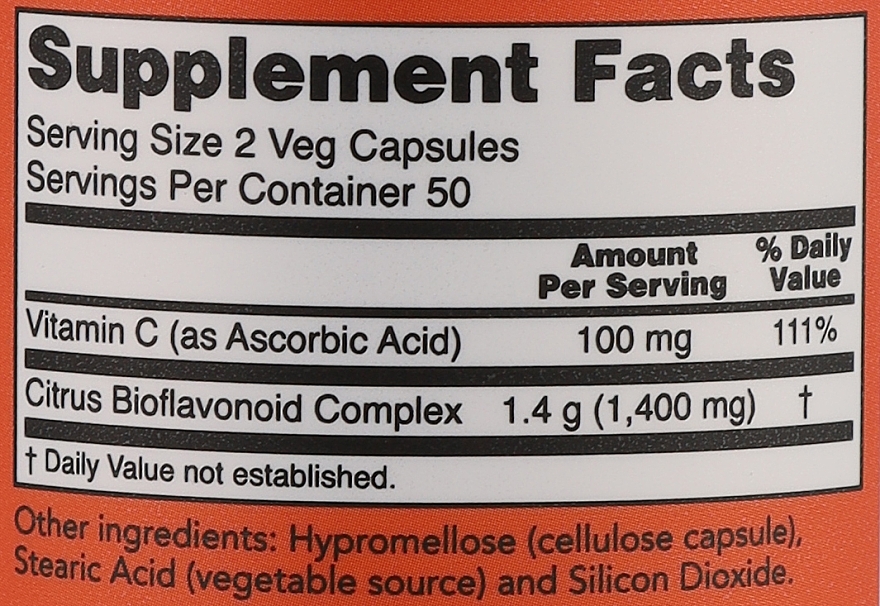 Supplement Facts
Serving Size 2 Veg Capsules
Servings Per Container 50
Amount Per Serving % Daily Value
Vitamin C (as Ascorbic Acid) 100 mg 111%
Citrus Bioflavonoid Complex 1.4 g (1,400 mg) †
† Daily Value not established.
Other ingredients: Hypromellose (cellulose capsule),
Stearic Acid (vegetable source) and Silicon Dioxide.